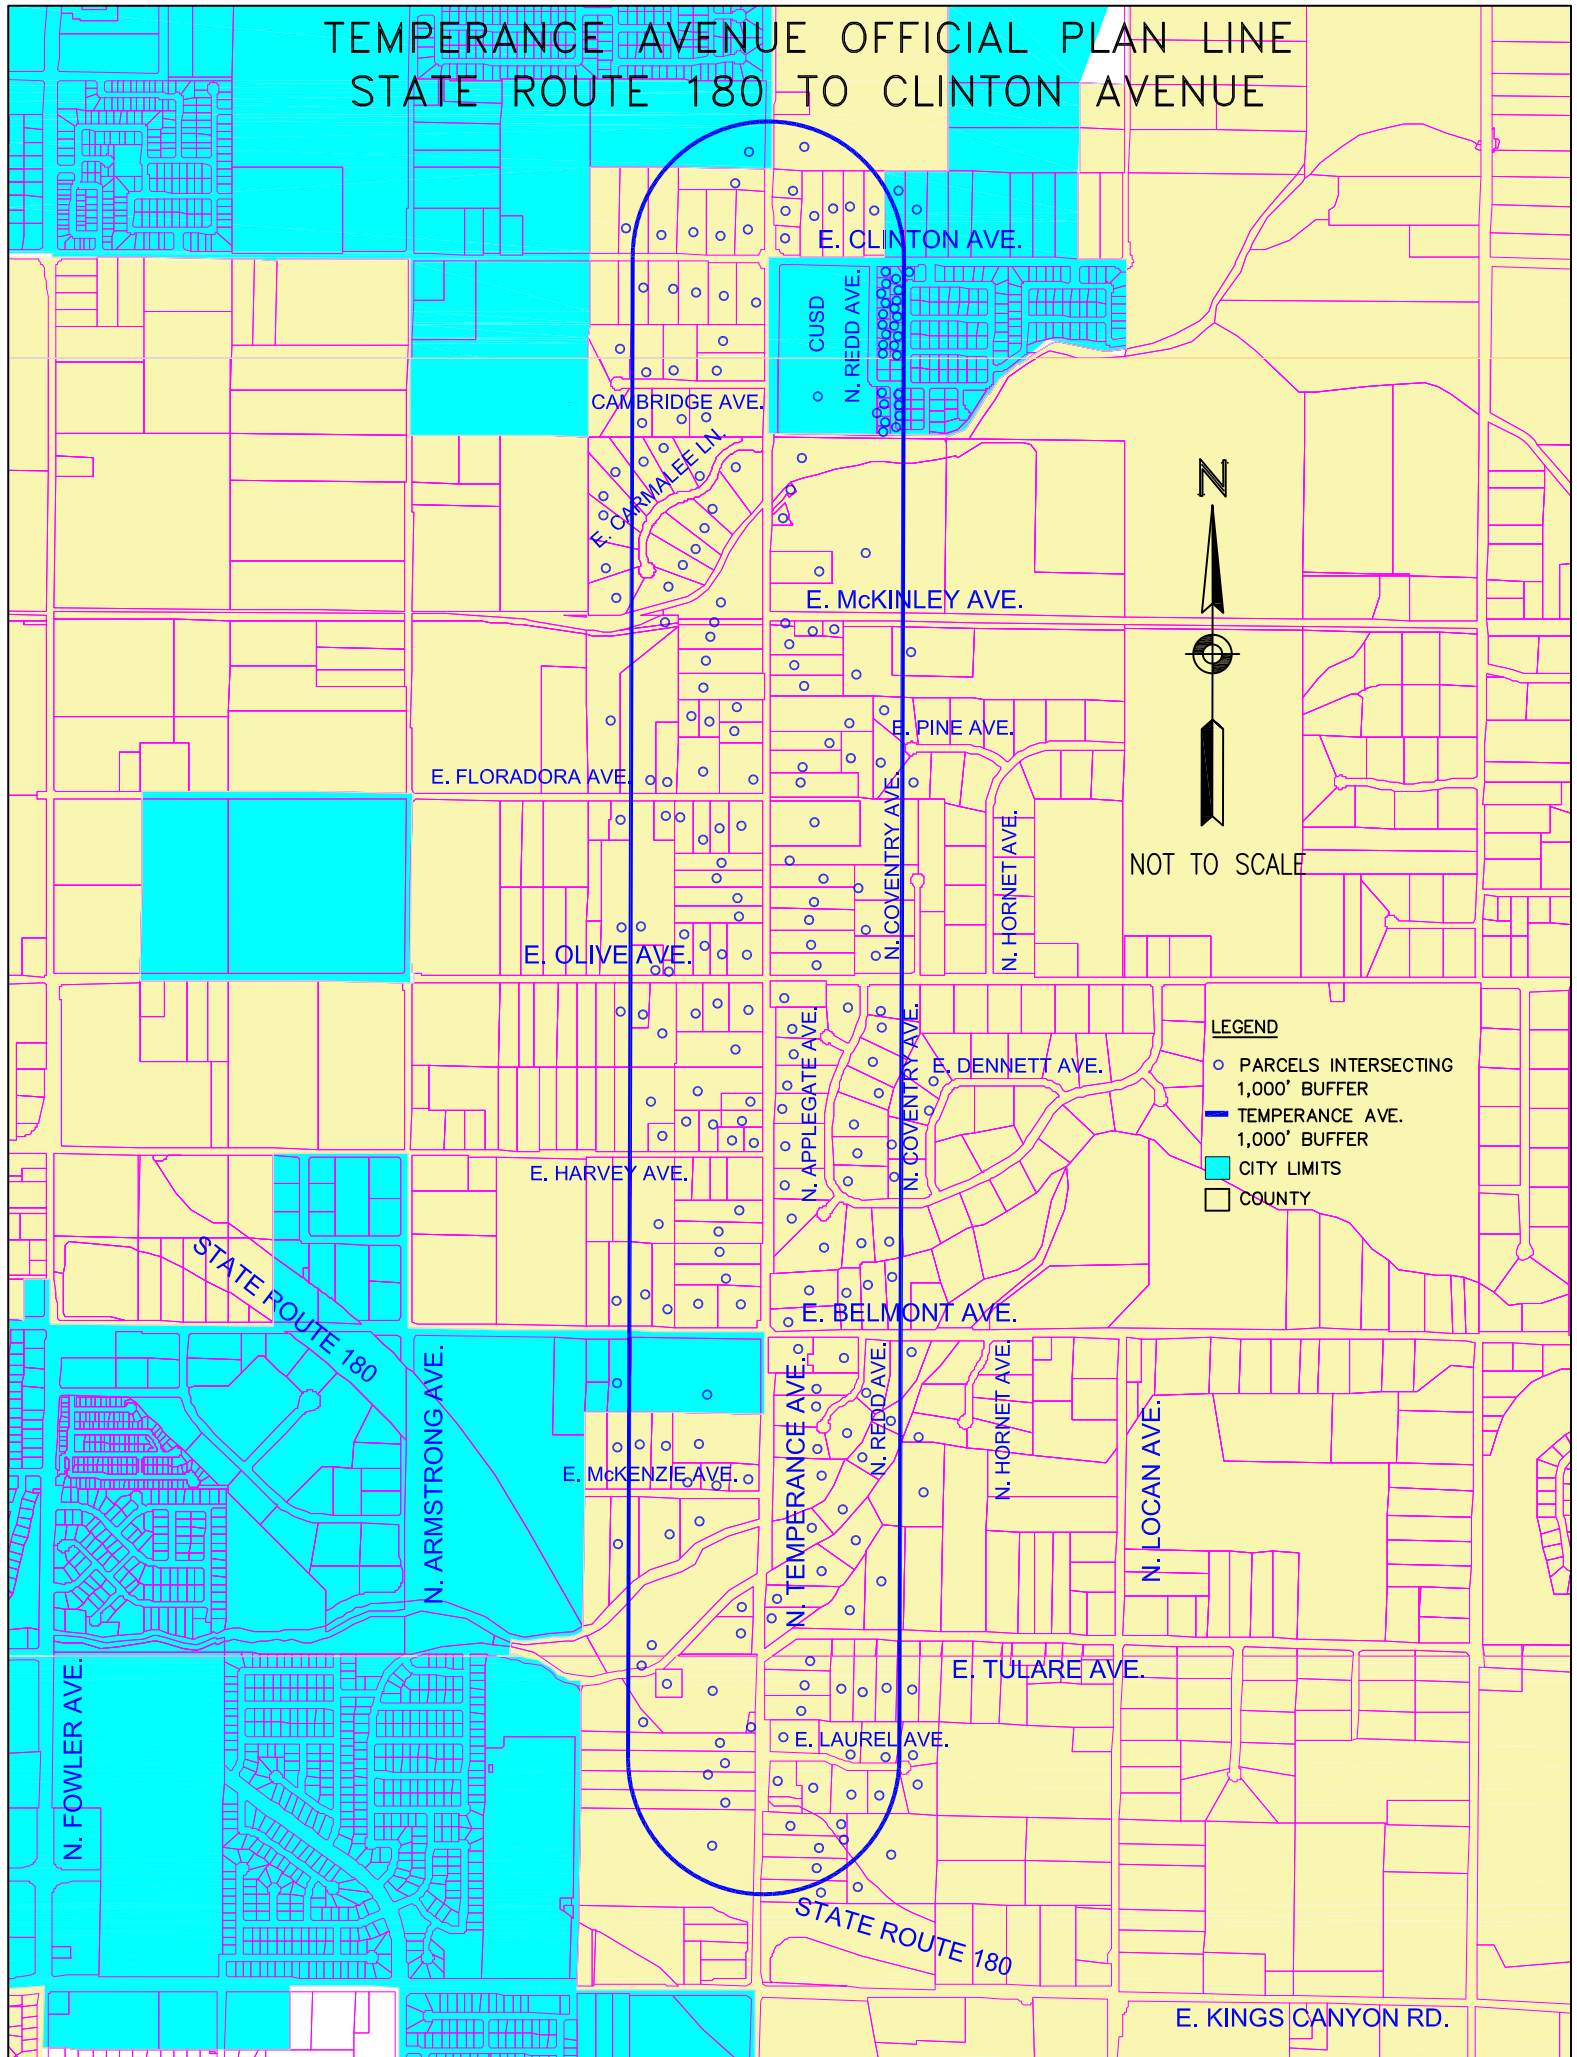 TEMPERANCE AVENUE OFFICIAL PLAN LINE
STATE ROUTE 180 TO CLINTON AVENUE
E. CLINTON AVE.
CUSD
N. REDD AVE.
CAMBRIDGE AVE.
E. CARMALEE LN.
N
E. McKINLEY AVE.
E. PINE AVE.
E. FLORADORA AVE.
N. COVENTRY AVE.
N. HORNET AVE.
NOT TO SCALE
E. OLIVE AVE.
N. APPLEGATE AVE.
N. COVENTRY AVE.
E. DENNETT AVE.
LEGEND
PARCELS INTERSECTING
1,000' BUFFER
TEMPERANCE AVE.
1,000' BUFFER
CITY LIMITS
COUNTY
E. HARVEY AVE.
STATE ROUTE 180
E. BELMONT AVE.
N. ARMSTRONG AVE.
N. TEMPERANCE AVE.
N. REDD AVE.
N. HORNET AVE.
N. LOCAN AVE.
E. McKENZIE AVE.
N. FOWLER AVE.
E. TULARE AVE.
E. LAUREL AVE.
STATE ROUTE 180
E. KINGS CANYON RD.